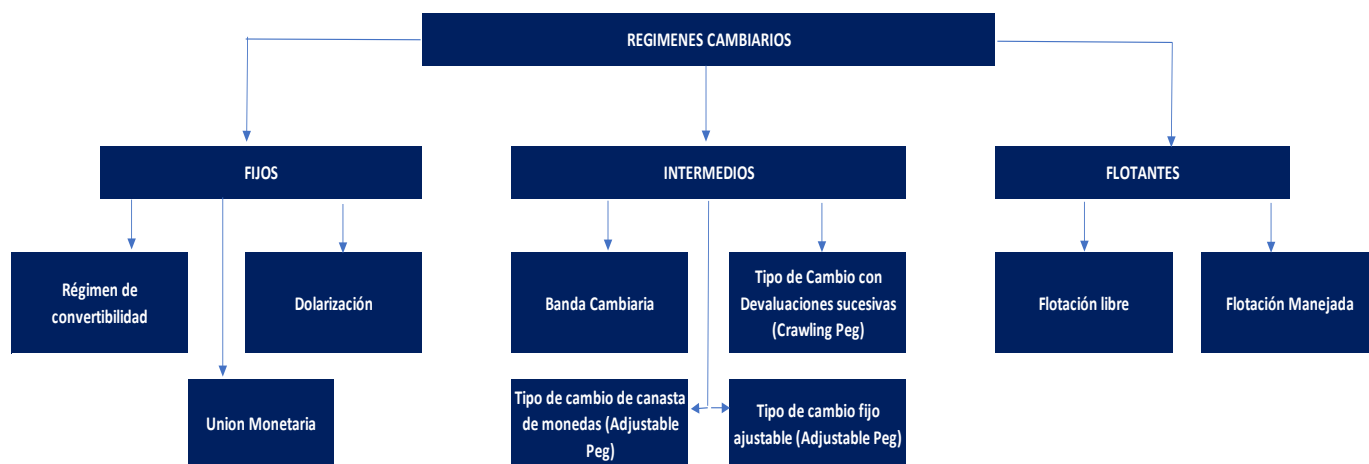 REGIMENES CAMBIARIOS
FIJOS
INTERMEDIOS
FLOTANTES
Régimen de
convertibilidad
Dolarización
Banda Cambiaria
Tipo de Cambio con
Devaluaciones sucesivas
(Crawling Peg)
Flotación libre
Flotación Manejada
Union Monetaria
Tipo de cambio de canasta
de monedas (Adjustable
Peg)
Tipo de cambio fijo
ajustable (Adjustable Peg)